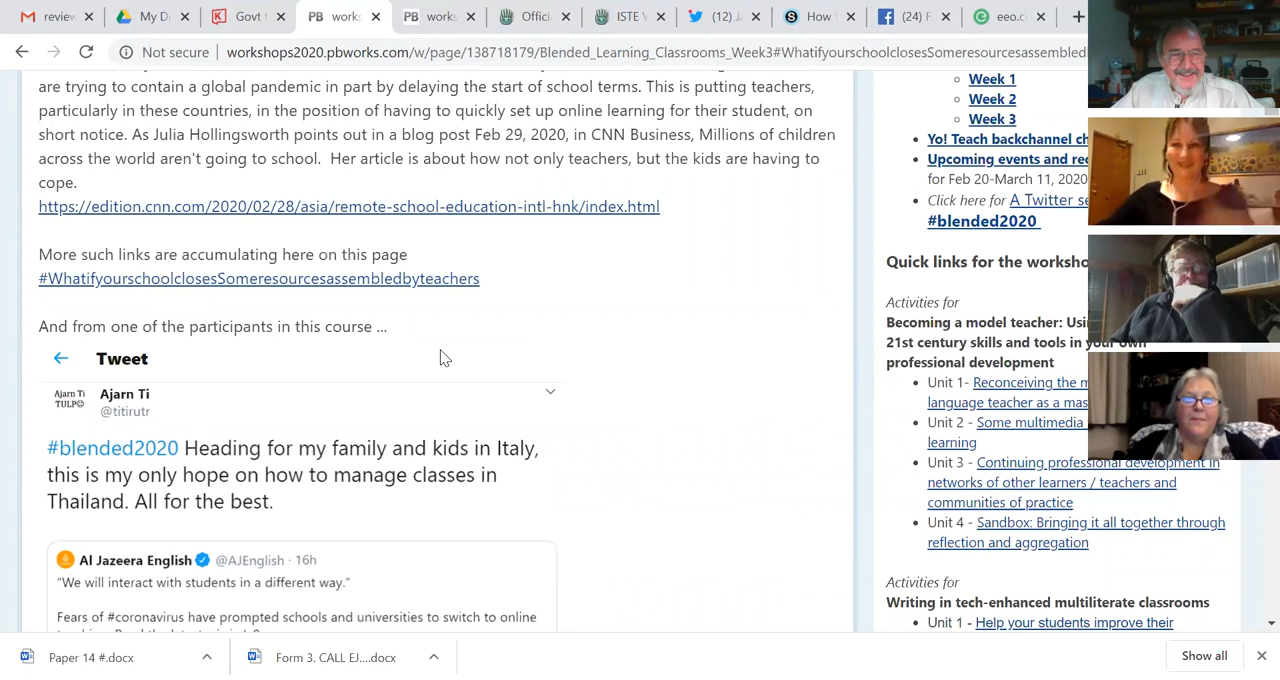 review
My Dr
Govt
works
works
Offici
ISTE V
(12) J
How
(24) F
eeo.c
Not secure
workshops2020.pbworks.com/w/page/138718179/Blended_Learning_Classrooms_Week3#WhatifyourschoolclosesSomeresourcesassembled
are trying to contain a global pandemic in part by delaying the start of school terms. This is putting teachers,
particularly in these countries, in the position of having to quickly set up online learning for their student, on
short notice. As Julia Hollingsworth points out in a blog post Feb 29, 2020, in CNN Business, Millions of children
across the world aren't going to school.  Her article is about how not only teachers, but the kids are having to
cope.
https://edition.cnn.com/2020/02/28/asia/remote-school-education-intl-hnk/index.html
More such links are accumulating here on this page
#WhatifyourschoolclosesSomeresourcesassembledbyteachers
And from one of the participants in this course ...
Tweet
Ajarn Ti
TULP
Ajarn Ti
@titirutr
#blended2020 Heading for my family and kids in Italy,
this is my only hope on how to manage classes in
Thailand. All for the best.
Al Jazeera English @AJEnglish · 16h
"We will interact with students in a different way."
Fears of #coronavirus have prompted schools and universities to switch to online
Week 1
Week 2
Week 3
Yo! Teach backchannel ch
Upcoming events and rec
for Feb 20-March 11, 2020
Click here for A Twitter se
#blended2020
Quick links for the worksho
Activities for
Becoming a model teacher: Usi
21st century skills and tools in your own
professional development
Unit 1- Reconceiving the m
language teacher as a mas
Unit 2 - Some multimedia
learning
Unit 3 - Continuing professional development in
networks of other learners / teachers and
communities of practice
Unit 4 - Sandbox: Bringing it all together through
reflection and aggregation
Activities for
Writing in tech-enhanced multiliterate classrooms
Unit 1 - Help your students improve their
Paper 14 #.docx
Form 3. CALL EJ....docx
Show all